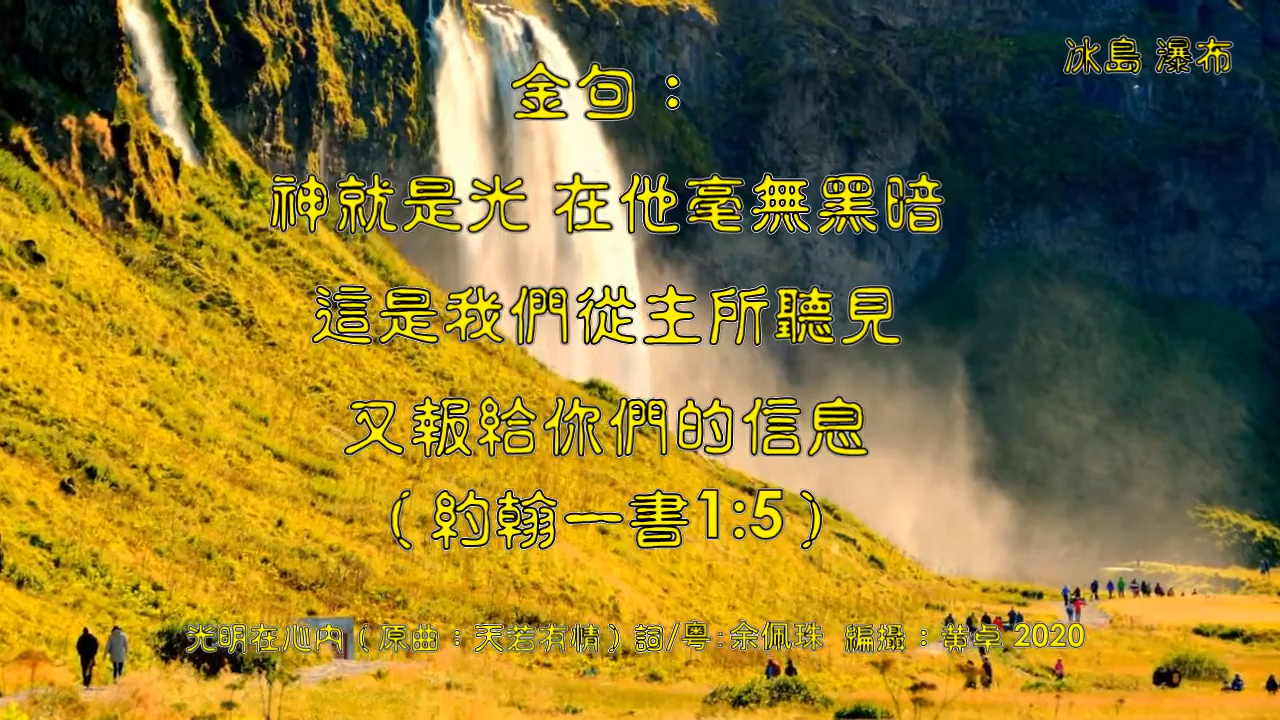 冰島 瀑布
金句：
神就是光 在他毫無黑暗
這是我們從主所聽見
又報給你們的信息
（約翰一書1:5）
光明在心內（原曲：天若有情）詞/粵:余佩珠 編攝：黃卓 2020